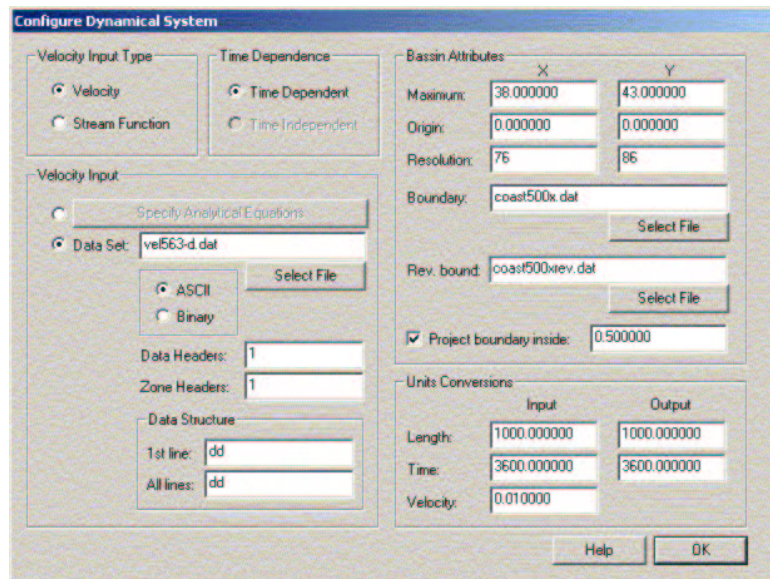 Configure Dynamical System
Velocity Input Type
Velocity
Stream Function
Time Dependence
Time Dependent
Time Independent
Velocity Input
Specify Analytical Equations
Data Set: vel563-d.dat
Select File
ASCII
Binary
Data Headers: 1
Zone Headers: 1
Data Structure
1st line: dd
All lines: dd
Bassin Attributes
X Y
Maximum: 38.000000 43.000000
Origin: 0.000000 0.000000
Resolution: 76 86
Boundary: coast500x.dat
Select File
Rev. bound: coast500xrev.dat
Select File
Project boundary inside: 0.500000
Units Conversions
Input Output
Length: 1000.000000 1000.000000
Time: 3600.000000 3600.000000
Velocity: 0.010000
Help OK